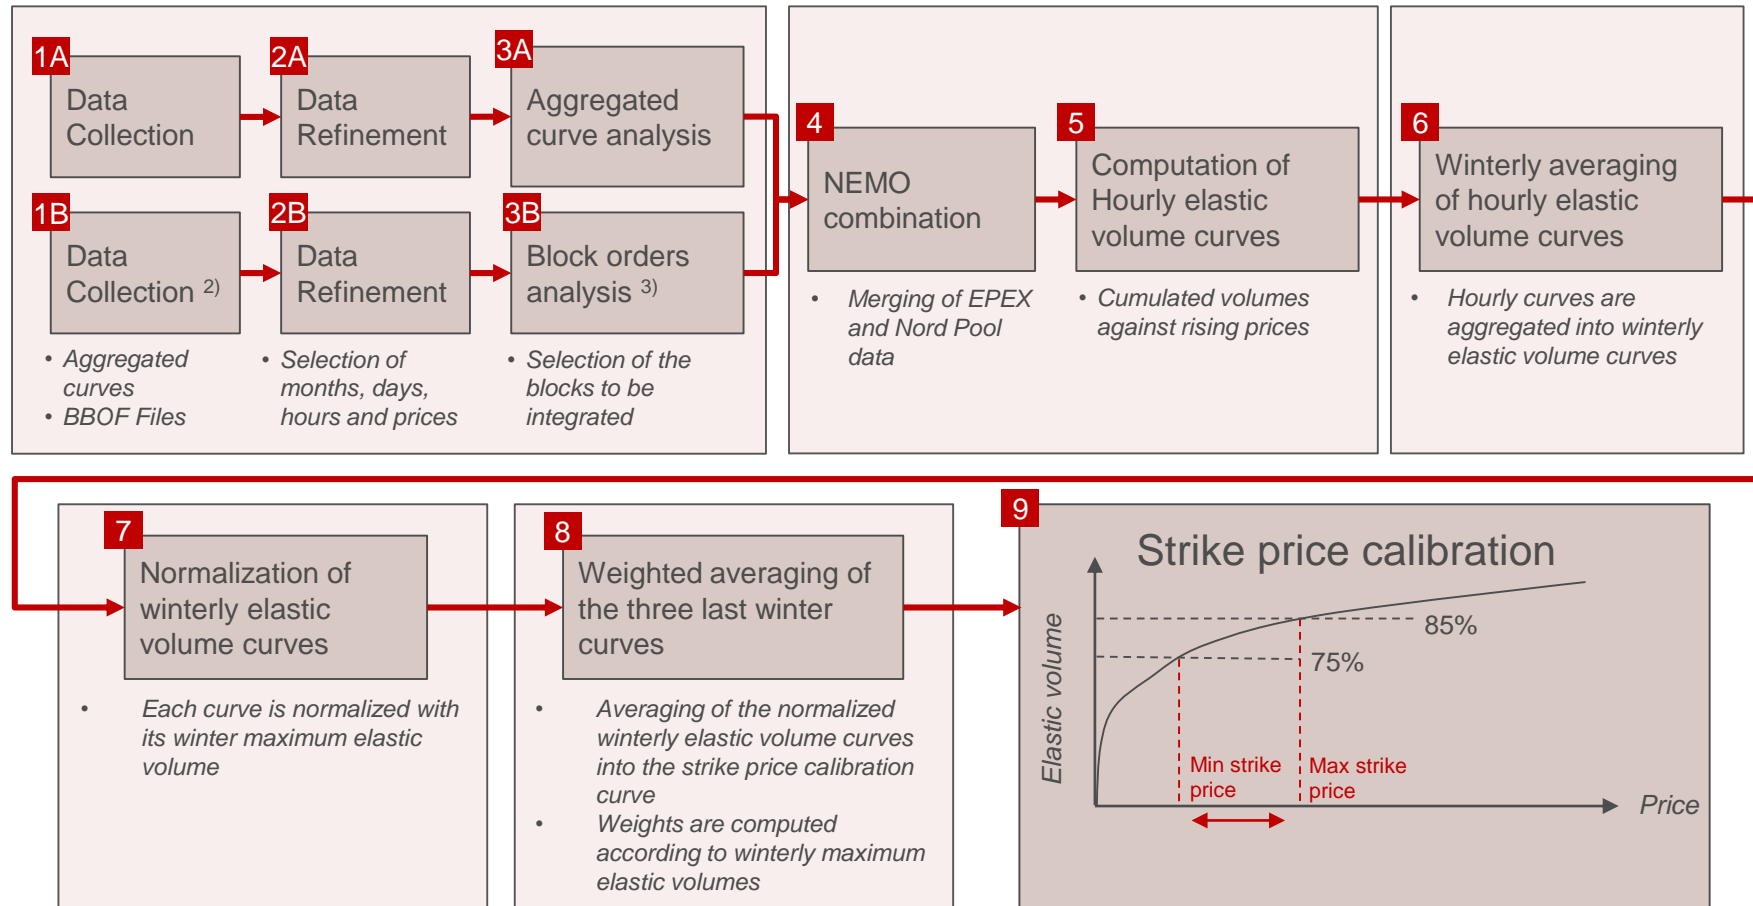 1A
Data
Collection
2A
Data
Refinement
3A
Aggregated
curve analysis
1B
Data
Collection 2)
2B
Data
Refinement
3B
Block orders
analysis 3)
• Aggregated
curves
• BBOF Files
• Selection of
months, days,
hours and prices
• Selection of the
blocks to be
integrated
4
NEMO
combination
• Merging of EPEX
and Nord Pool
data
5
Computation of
Hourly elastic
volume curves
• Cumulated volumes
against rising prices
6
Winterly averaging
of hourly elastic
volume curves
• Hourly curves are
aggregated into winterly
elastic volume curves
7
Normalization of
winterly elastic
volume curves
• Each curve is normalized with
its winter maximum elastic
volume
8
Weighted averaging of
the three last winter
curves
• Averaging of the normalized
winterly elastic volume curves
into the strike price calibration
curve
• Weights are computed
according to winterly maximum
elastic volumes
9
Strike price calibration
Elastic volume
85%
75%
Min strike
price
Max strike
price
Price